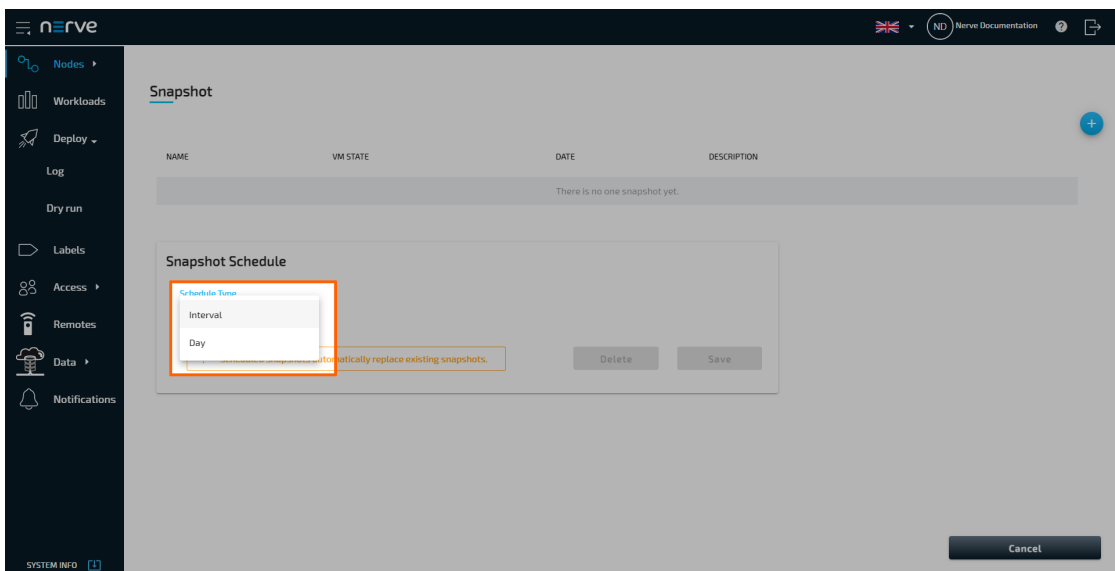 nerve
ND Nerve Documentation ?
Nodes
Workloads
Deploy
Log
Dry run
Labels
Access
Remotes
Data
Notifications
SYSTEM INFO
Snapshot
+
NAME VM STATE DATE DESCRIPTION
There is no one snapshot yet.
Snapshot Schedule
Schedule Type
Interval
Day
Scheduled snapshots automatically replace existing snapshots.
Delete Save
Cancel